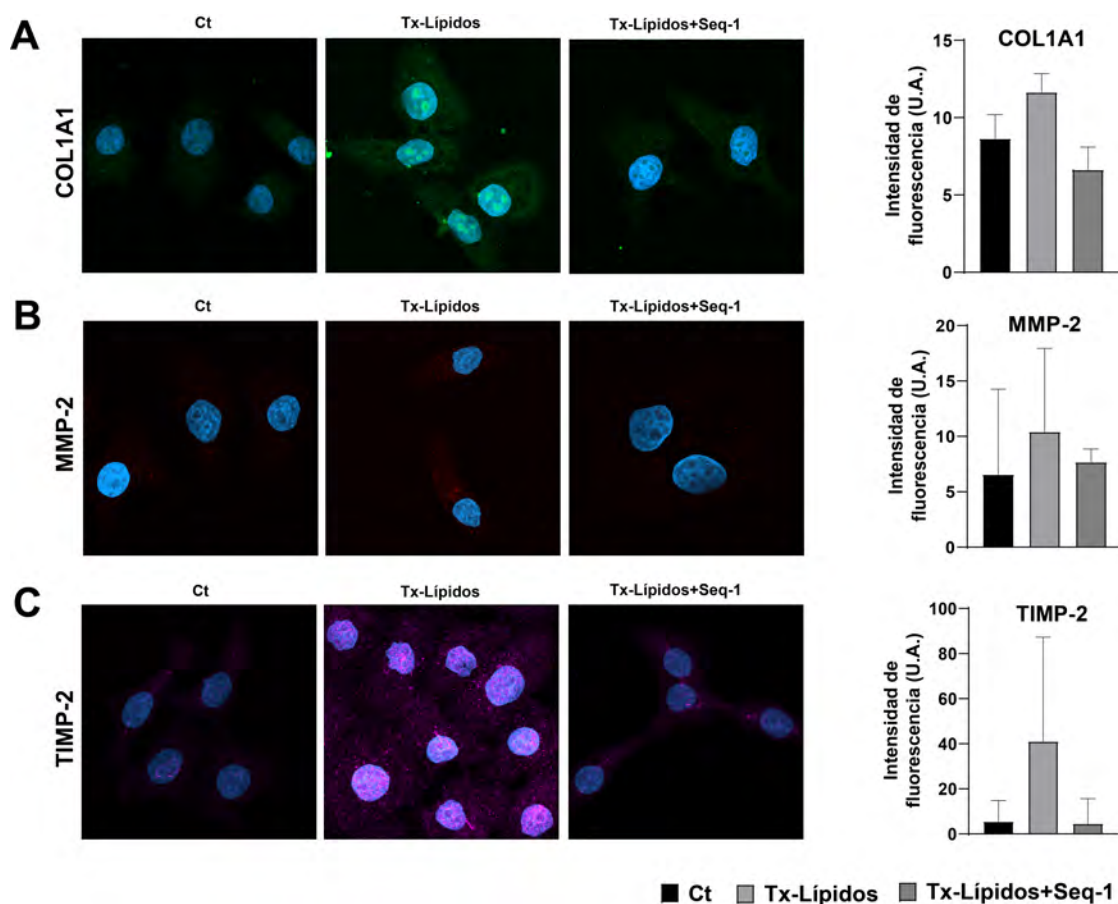 A
Ct
Tx-Lípidos
Tx-Lípidos+Seq-1
COL1A1
COL1A1
Intensidad de
fluorescencia (U.A.)
15
10
5
0
B
Ct
Tx-Lípidos
Tx-Lípidos+Seq-1
MMP-2
MMP-2
Intensidad de
fluorescencia (U.A.)
20
15
10
5
0
C
Ct
Tx-Lípidos
Tx-Lípidos+Seq-1
TIMP-2
TIMP-2
Intensidad de
fluorescencia (U.A.)
100
80
60
40
20
0
Ct
Tx-Lípidos
Tx-Lípidos+Seq-1